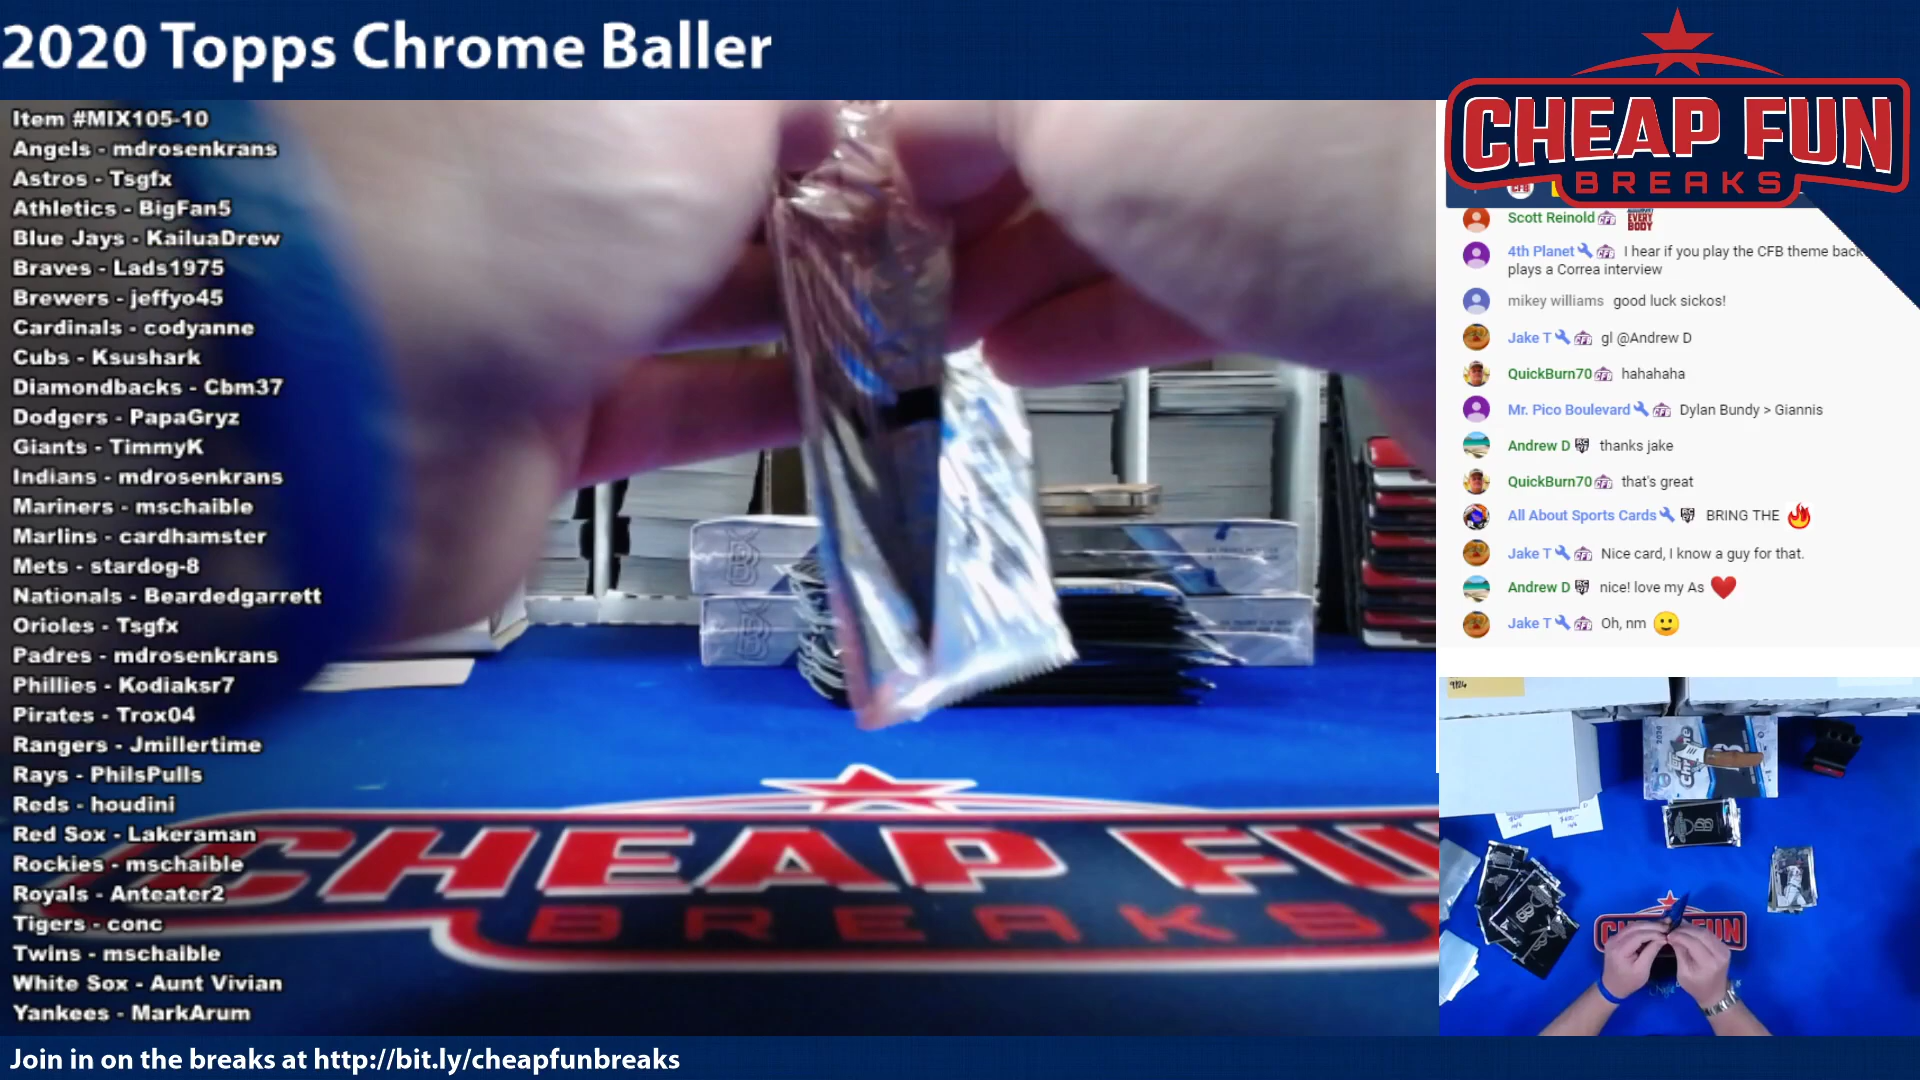 2020 Topps Chrome Baller
CHEAP FUN
BREAKS
Item #MIX105-10
Angels - mdrosenkrans
Astros - Tsgfx
Athletics - BigFan5
Blue Jays - KailuaDrew
Braves - Lads1975
Brewers - jeffyo45
Cardinals - codyanne
Cubs - Ksushark
Diamondbacks - Cbm37
Dodgers - PapaGryz
Giants - TimmyK
Indians - mdrosenkrans
Mariners - mschaible
Marlins - cardhamster
Mets - stardog-8
Nationals - Beardedgarrett
Orioles - Tsgfx
Padres - mdrosenkrans
Phillies - Kodiaksr7
Pirates - Trox04
Rangers - Jmillertime
Rays - PhilsPulls
Reds - houdini
Red Sox - Lakeraman
Rockies - mschaible
Royals - Anteater2
Tigers - conc
Twins - mschaible
White Sox - Aunt Vivian
Yankees - MarkArum
Scott Reinold EVERY BODY
4th Planet I hear if you play the CFB theme back
plays a Correa interview
mikey williams good luck sickos!
Jake T gl @Andrew D
QuickBurn70 hahahaha
Mr. Pico Boulevard Dylan Bundy > Giannis
Andrew D thanks jake
QuickBurn70 that's great
All About Sports Cards BRING THE
Jake T Nice card, I know a guy for that.
Andrew D nice! love my As
Jake T Oh, nm
CHEAP FU
BREAKS
Join in on the breaks at http://bit.ly/cheapfunbreaks